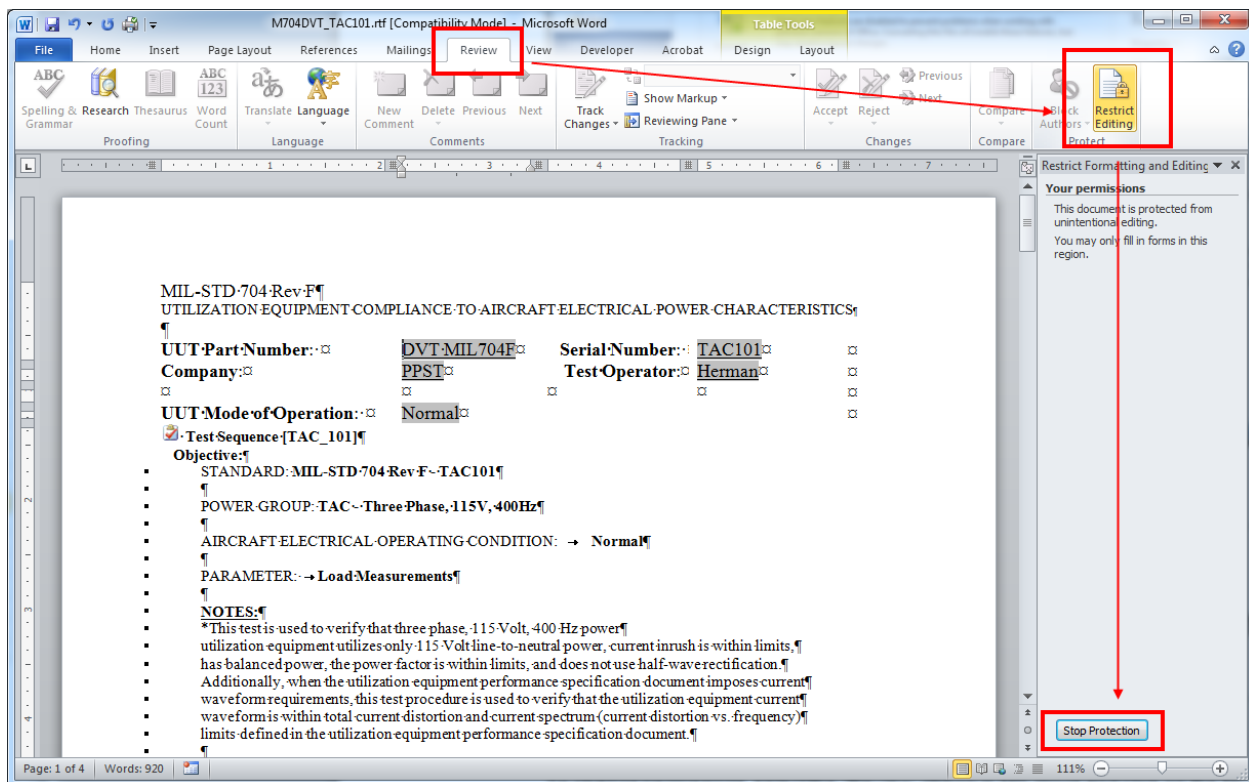 M704DVT_TAC101.rtf [Compatibility Mode] - Microsoft Word
Table Tools
File Home Insert Page Layout References Mailings Review View Developer Acrobat Design Layout
ABC ABC 123
Spelling & Grammar Research Thesaurus Word Count Translate Language New Comment Delete Previous Next Track Changes Show Markup Reviewing Pane Accept Reject Previous Next Compare Block Authors Restrict Editing
Proofing Language Comments Tracking Changes Compare Protect
1 2 3 4 5 6 7
Restrict Formatting and Editing
Your permissions
This document is protected from
unintentional editing.
You may only fill in forms in this
region.
Stop Protection
MIL-STD·704·Rev·F¶
UTILIZATION·EQUIPMENT·COMPLIANCE·TO·AIRCRAFT·ELECTRICAL·POWER·CHARACTERISTICS¶
¶
UUT·Part·Number:·¤ DVT·MIL704F¤ Serial·Number:· TAC101¤ ¤
Company:¤ PPST¤ Test·Operator:¤ Herman¤ ¤
¤ ¤ ¤ ¤ ¤
UUT·Mode·of·Operation:·¤ Normal¤ ¤
·Test·Sequence·[TAC_101]¶
Objective:¶
STANDARD:·MIL-STD·704·Rev·F·-·TAC101¶
¶
POWER·GROUP:·TAC·-·Three·Phase,·115V,·400Hz¶
¶
AIRCRAFT·ELECTRICAL·OPERATING·CONDITION: → Normal¶
¶
PARAMETER:·→Load·Measurements¶
¶
NOTES:¶
*This·test·is·used·to·verify·that·three·phase,·115·Volt,·400·Hz·power¶
utilization·equipment·utilizes·only·115·Volt·line-to-neutral·power,·current·inrush·is·within·limits,¶
has·balanced·power,·the·power·factor·is·within·limits,·and·does·not·use·half-wave·rectification.¶
Additionally,·when·the·utilization·equipment·performance·specification·document·imposes·current¶
waveform·requirements,·this·test·procedure·is·used·to·verify·that·the·utilization·equipment·current¶
waveform·is·within·total·current·distortion·and·current·spectrum·(current·distortion·vs.·frequency)¶
limits·defined·in·the·utilization·equipment·performance·specification·document.¶
¶
Page: 1 of 4 Words: 920 111%